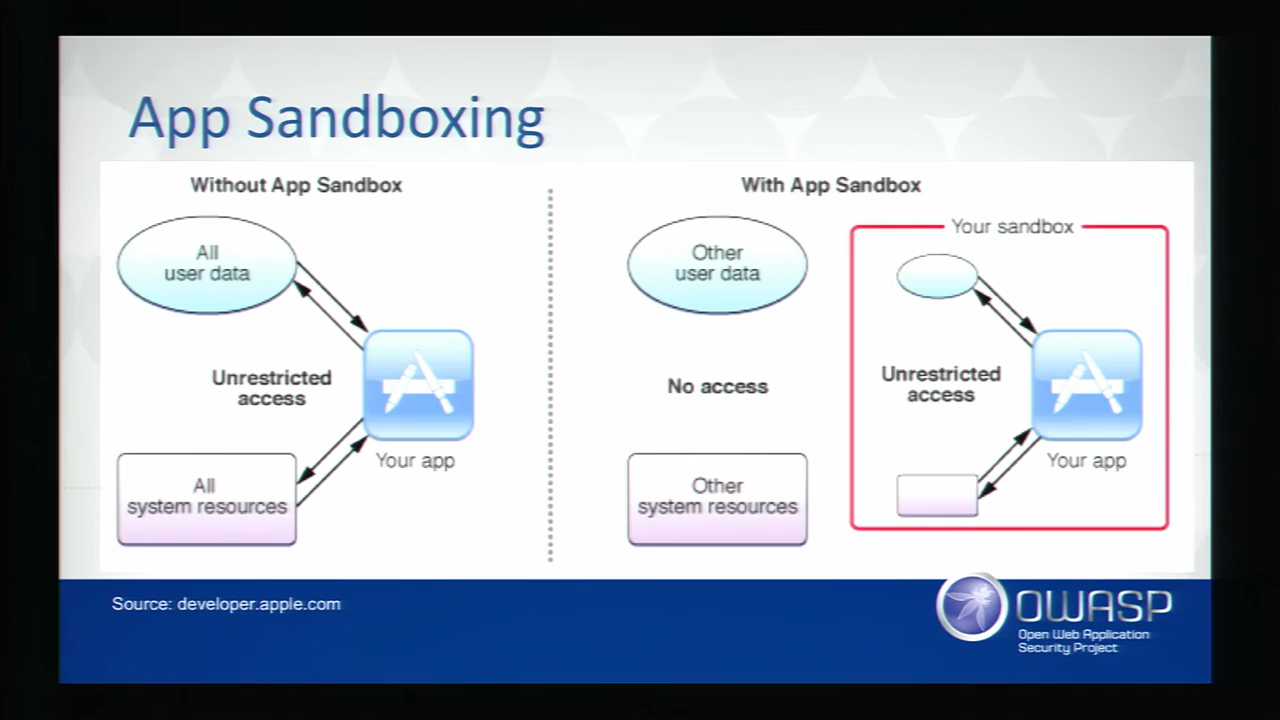 App Sandboxing
Without App Sandbox
All
user data
Unrestricted
access
Your app
All
system resources
With App Sandbox
Other
user data
No access
Other
system resources
Your sandbox
Unrestricted
access
Your app
Source: developer.apple.com
OWASP
Open Web Application
Security Project